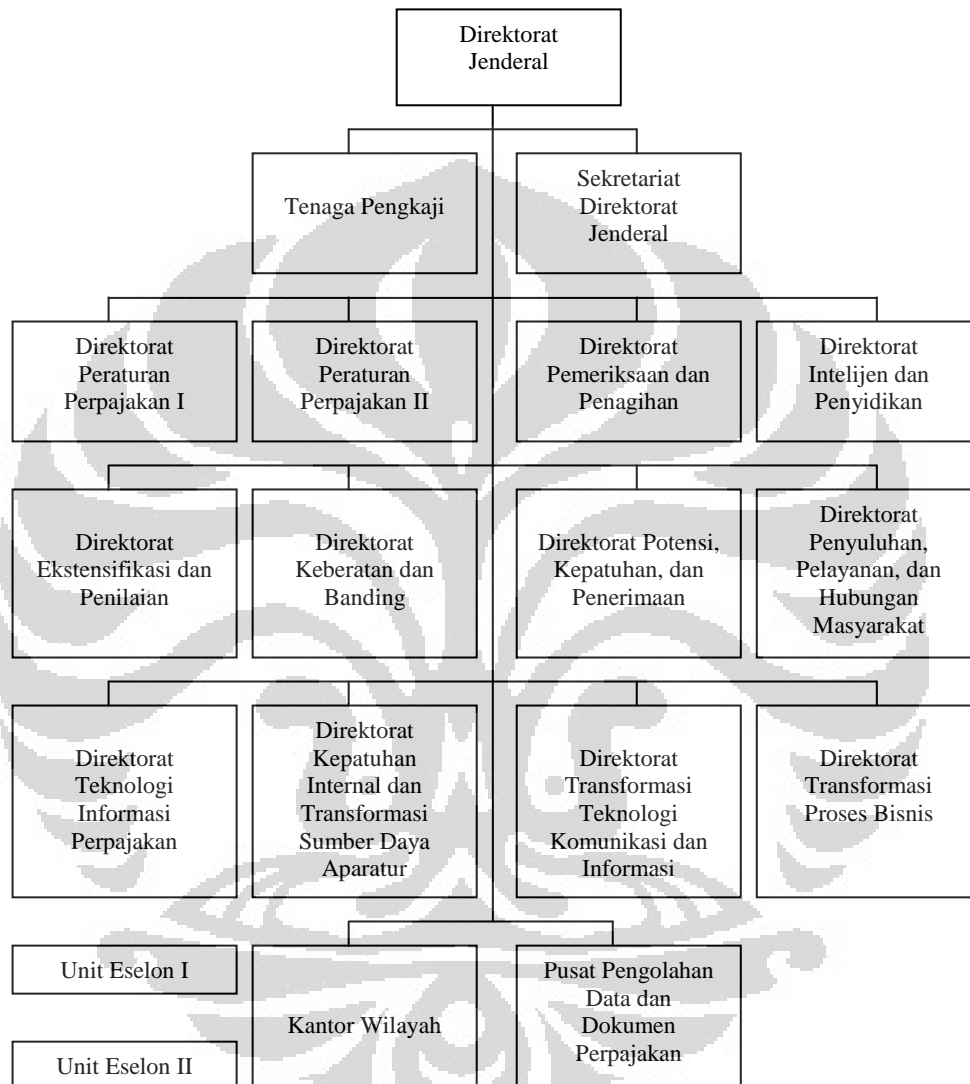 Direktorat
Jenderal
Tenaga Pengkaji
Sekretariat
Direktorat
Jenderal
Direktorat
Peraturan
Perpajakan I
Direktorat
Peraturan
Perpajakan II
Direktorat
Pemeriksaan dan
Penagihan
Direktorat
Intelijen dan
Penyidikan
Direktorat
Ekstensifikasi dan
Penilaian
Direktorat
Keberatan dan
Banding
Direktorat Potensi,
Kepatuhan, dan
Penerimaan
Direktorat
Penyuluhan,
Pelayanan, dan
Hubungan
Masyarakat
Direktorat
Teknologi
Informasi
Perpajakan
Direktorat
Kepatuhan
Internal dan
Transformasi
Sumber Daya
Aparatur
Direktorat
Transformasi
Teknologi
Komunikasi dan
Informasi
Direktorat
Transformasi
Proses Bisnis
Unit Eselon I
Unit Eselon II
Kantor Wilayah
Pusat Pengolahan
Data dan
Dokumen
Perpajakan